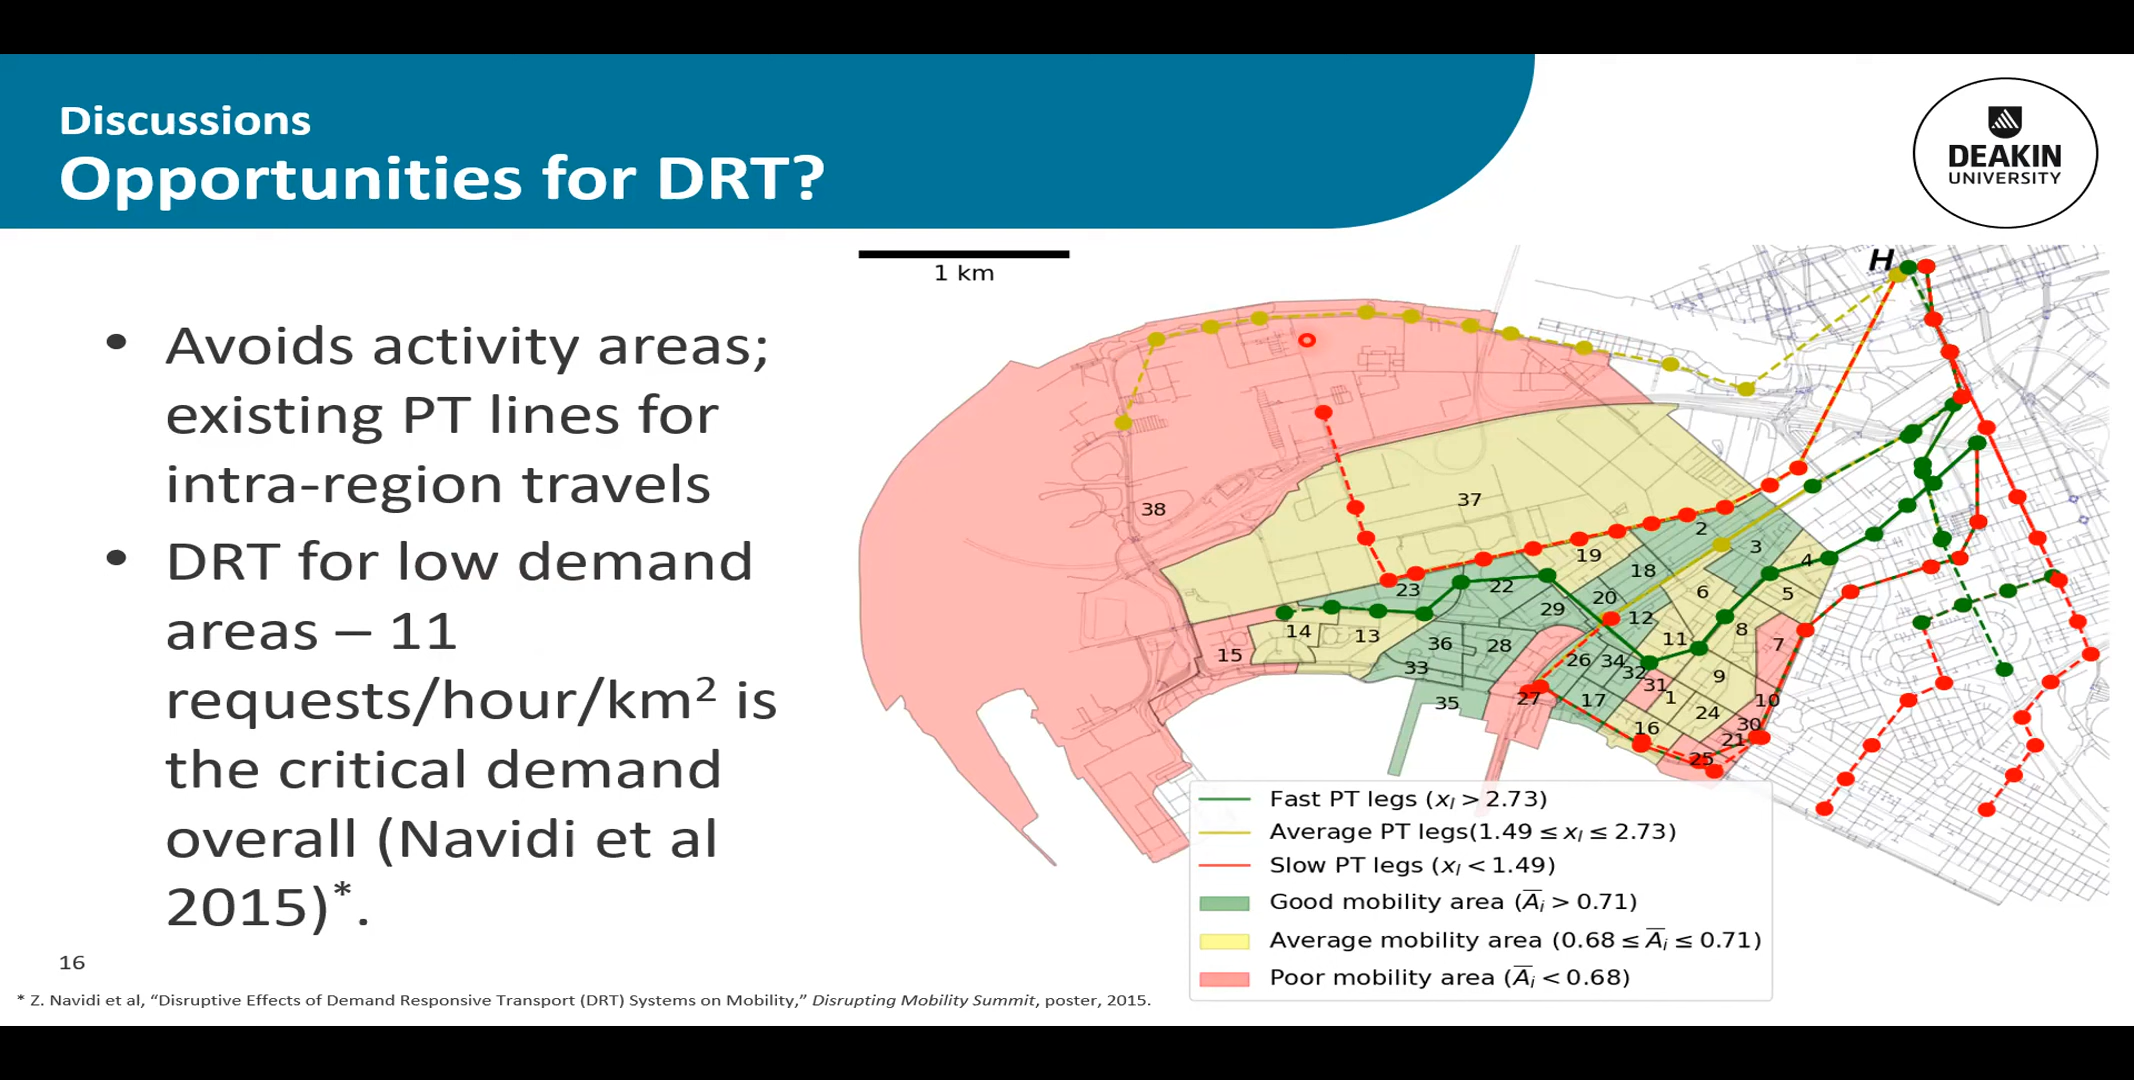 Discussions
Opportunities for DRT?
DEAKIN
UNIVERSITY
• Avoids activity areas;
existing PT lines for
intra-region travels
• DRT for low demand
areas – 11
requests/hour/km² is
the critical demand
overall (Navidi et al
2015)*.
1 km
H
38
37
2
3
4
19
18
5
6
23
22
20
29
12
14
13
8
11
7
15
36
28
26
34
33
32
9
31
35
27
17
1
10
24
16
30
21
25
Fast PT legs (xₗ > 2.73)
Average PT legs(1.49 ≤ xₗ ≤ 2.73)
Slow PT legs (xₗ < 1.49)
Good mobility area (A̅ᵢ > 0.71)
Average mobility area (0.68 ≤ A̅ᵢ ≤ 0.71)
Poor mobility area (A̅ᵢ < 0.68)
16
* Z. Navidi et al, “Disruptive Effects of Demand Responsive Transport (DRT) Systems on Mobility,” Disrupting Mobility Summit, poster, 2015.